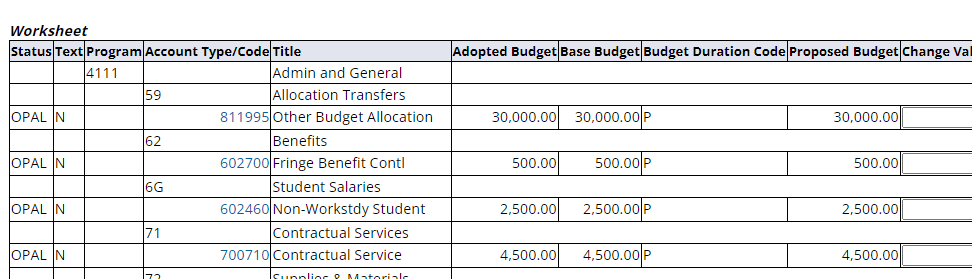 Worksheet
Status Text Program Account Type/Code Title Adopted Budget Base Budget Budget Duration Code Proposed Budget Change Val
4111 Admin and General
59 Allocation Transfers
OPAL N 811995 Other Budget Allocation 30,000.00 30,000.00 P 30,000.00
62 Benefits
OPAL N 602700 Fringe Benefit Contl 500.00 500.00 P 500.00
6G Student Salaries
OPAL N 602460 Non-Workstdy Student 2,500.00 2,500.00 P 2,500.00
71 Contractual Services
OPAL N 700710 Contractual Service 4,500.00 4,500.00 P 4,500.00
72 Supplies & Materials